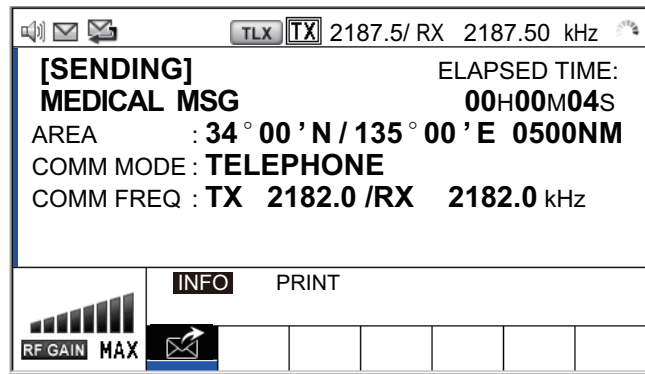 TLX TX 2187.5/ RX 2187.50 kHz
[SENDING] ELAPSED TIME:
MEDICAL MSG 00H00M04S
AREA : 34°00'N / 135°00'E 0500NM
COMM MODE : TELEPHONE
COMM FREQ : TX 2182.0 /RX 2182.0 kHz
INFO PRINT
RF GAIN MAX